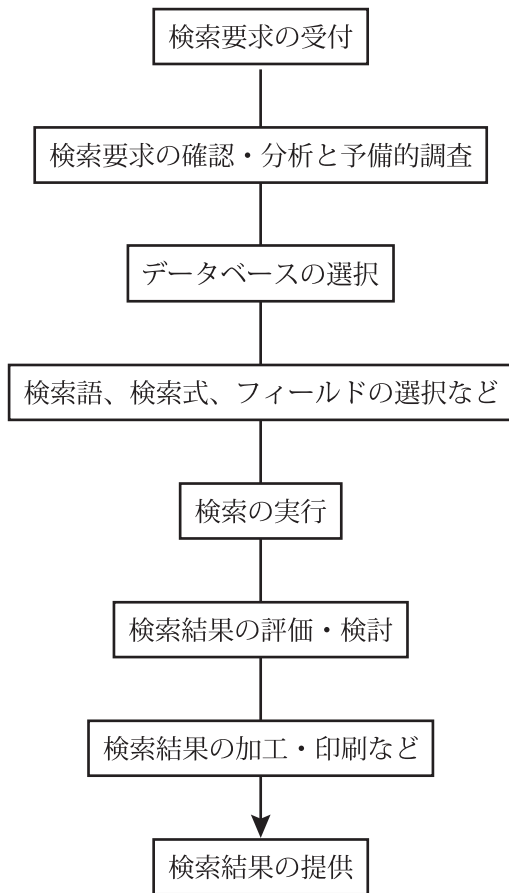 検索要求の受付
検索要求の確認・分析と予備的調査
データベースの選択
検索語、検索式、フィールドの選択など
検索の実行
検索結果の評価・検討
検索結果の加工・印刷など
検索結果の提供